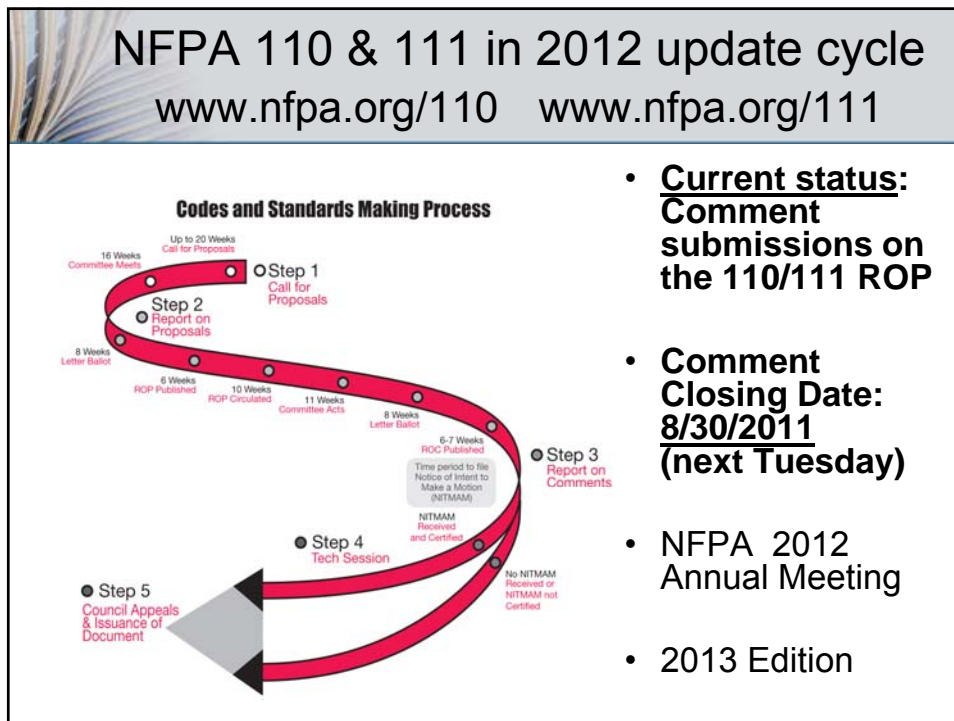 NFPA 110 & 111 in 2012 update cycle
www.nfpa.org/110 www.nfpa.org/111
Codes and Standards Making Process
Up to 20 Weeks
Call for Proposals
16 Weeks
Committee Meets
Step 1
Call for
Proposals
Step 2
Report on
Proposals
8 Weeks
Letter Ballot
6 Weeks
ROP Published
10 Weeks
ROP Circulated
11 Weeks
Committee Acts
8 Weeks
Letter Ballot
6-7 Weeks
ROC Published
Step 3
Report on
Comments
Time period to file
Notice of Intent to
Make a Motion
(NITMAM)
NITMAM
Received
and Certified
Step 4
Tech Session
No NITMAM
Received or
NITMAM not
Certified
Step 5
Council Appeals
& Issuance of
Document
• Current status:
Comment
submissions on
the 110/111 ROP
• Comment
Closing Date:
8/30/2011
(next Tuesday)
• NFPA 2012
Annual Meeting
• 2013 Edition